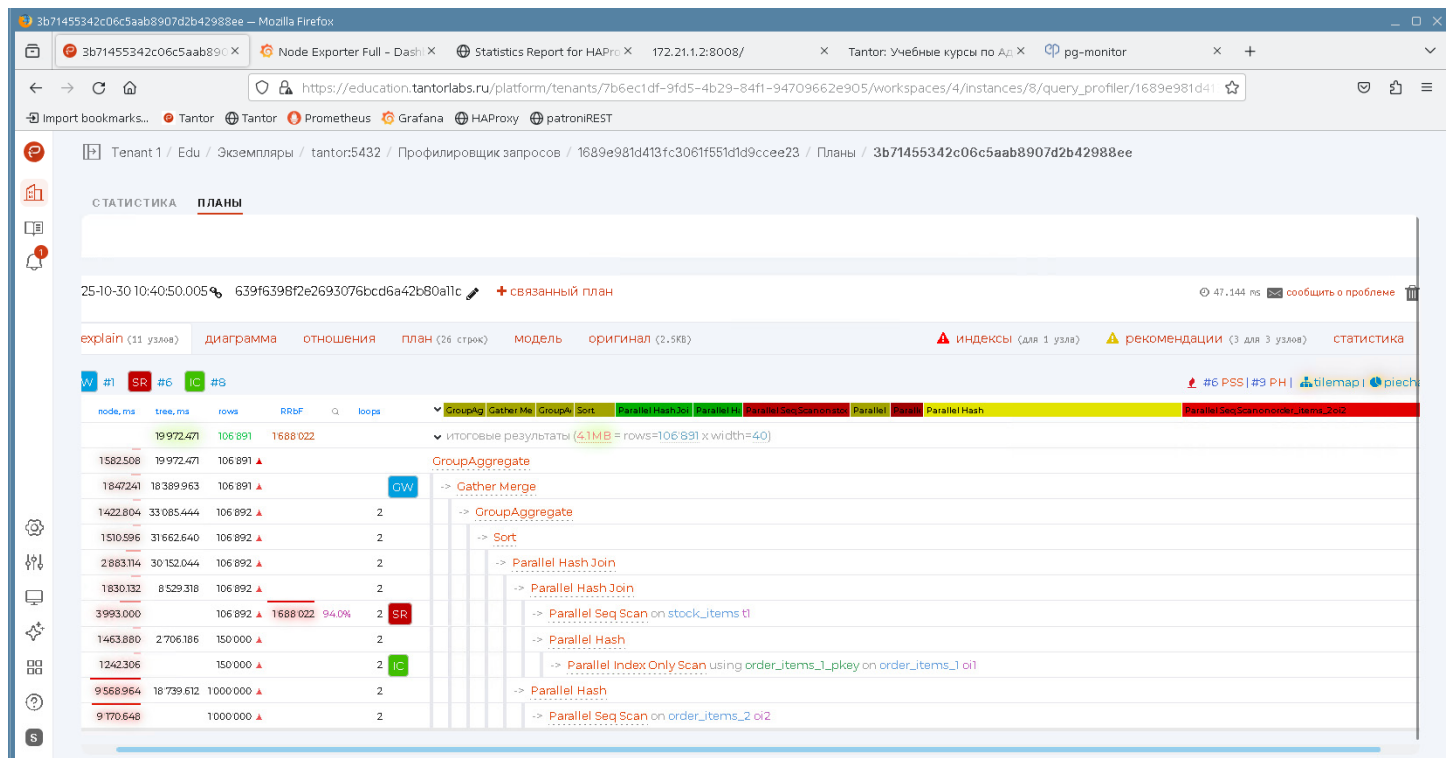 3b71455342c06c5aab8907d2b42988ee — Mozilla Firefox
3b71455342c06c5aab890 Node Exporter Full - Dash Statistics Report for HAPro 172.21.1.2:8008/ Tantor: Учебные курсы по Ад pg-monitor
https://education.tantorlabs.ru/platform/tenants/7b6ec1df-9fd5-4b29-84f1-94709662e905/workspaces/4/instances/8/query_profiler/1689e981d41
Import bookmarks... Tantor Tantor Prometheus Grafana HAProxy patroniREST
Tenant 1 / Edu / Экземпляры / tantor:5432 / Профилировщик запросов / 1689e981d413fc3061f551d1d9ccee23 / Планы / 3b71455342c06c5aab8907d2b42988ee
СТАТИСТИКА ПЛАНЫ
1
25-10-30 10:40:50.005 639f6398f2e2693076bcd6a42b80a11c + связанный план 47.144 ms сообщить о проблеме
explain (11 узлов) диаграмма отношения план (26 строк) модель оригинал (2.5KB) индексы (для 1 узла) рекомендации (3 для 3 узлов) статистика
W #1 SR #6 IC #8 #6 PSS | #9 PH | tilemap | piech
node, ms tree, ms rows RRbF loops GroupAg Gather Me GroupA Sort Parallel Hash Joi Parallel H Parallel Seq Scan on stoc Parallel Paralle Parallel Hash Parallel Seq Scan on order_items_2 oi2
19'972.471 106'891 1'688'022 итоговые результаты (4.1MB = rows=106'891 x width=40)
1'582.508 19'972.471 106'891 GroupAggregate
1'847.241 18'389.963 106'891 GW -> Gather Merge
1'422.804 33'085.444 106'892 2 -> GroupAggregate
1'510.596 31'662.640 106'892 2 -> Sort
2'883.114 30'152.044 106'892 2 -> Parallel Hash Join
1'830.132 8'529.318 106'892 2 -> Parallel Hash Join
3'993.000 106'892 1'688'022 94.0% 2 SR -> Parallel Seq Scan on stock_items t1
1'463.880 2'706.186 150'000 2 -> Parallel Hash
1'242.306 150'000 2 IC -> Parallel Index Only Scan using order_items_1_pkey on order_items_1 oi1
9'568.964 18'739.612 1'000'000 2 -> Parallel Hash
9'170.648 1'000'000 2 -> Parallel Seq Scan on order_items_2 oi2
S